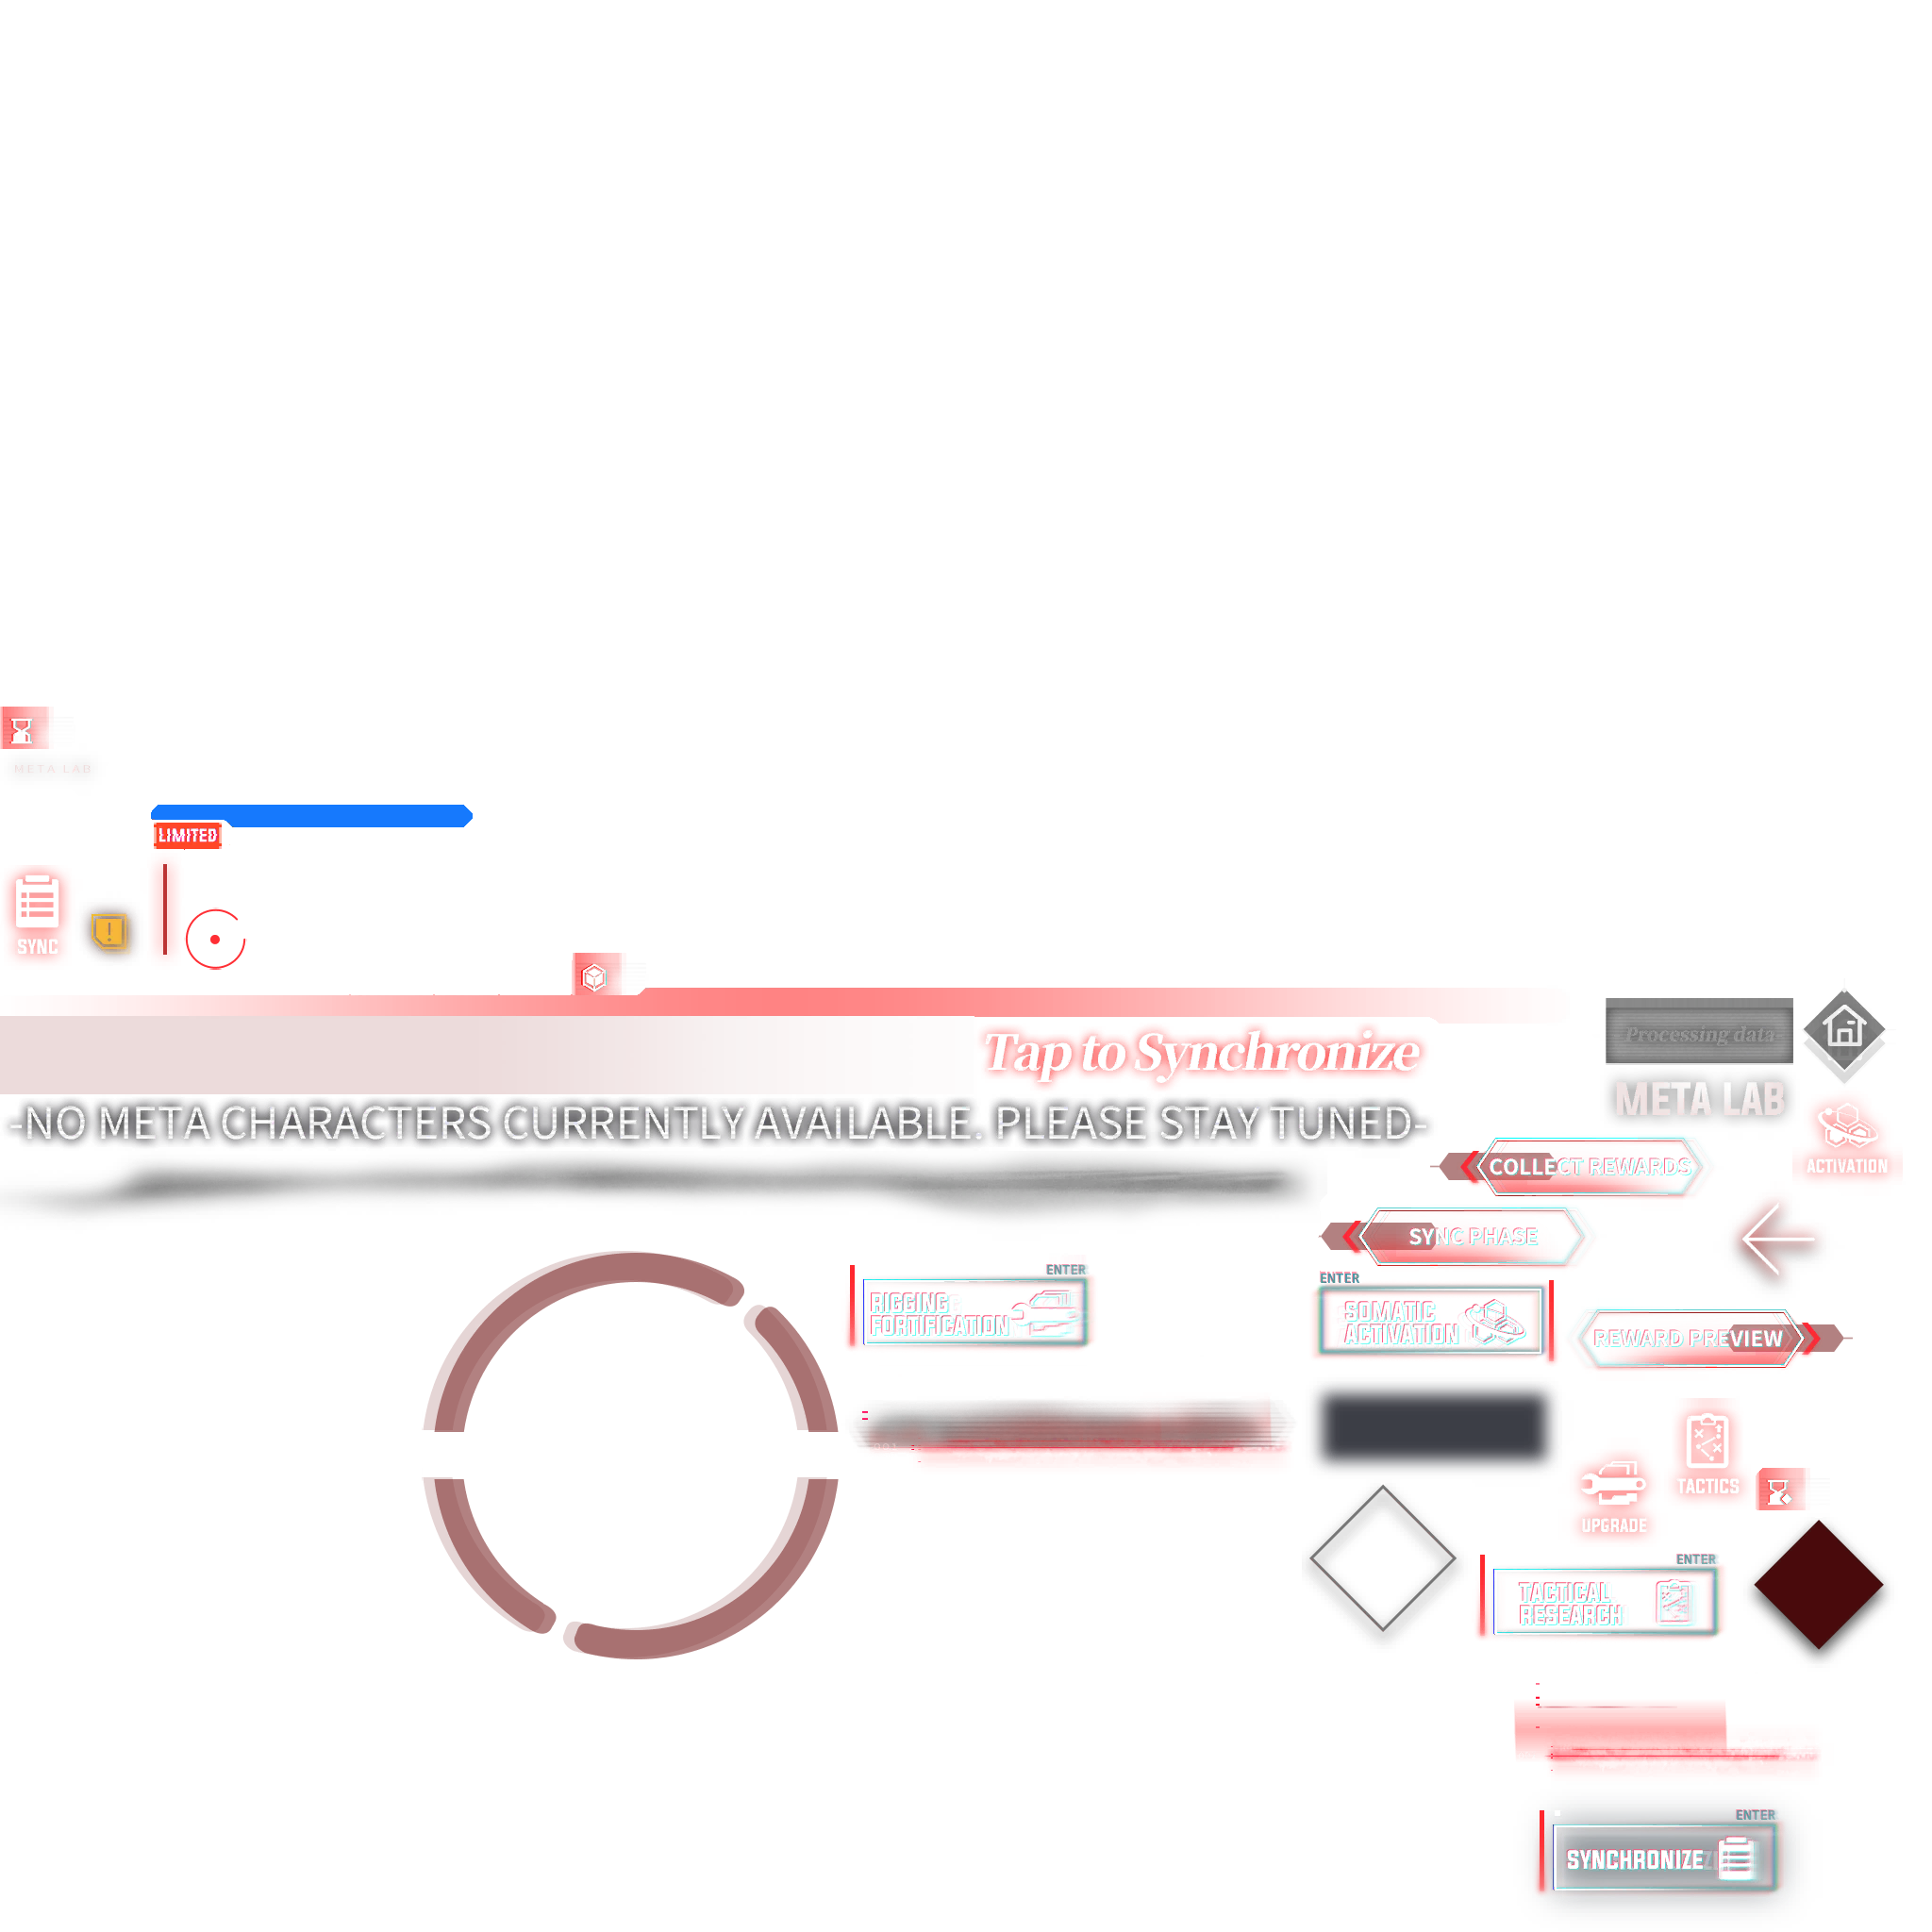 META LAB
LIMITED
SYNC
Tap to Synchronize
Processing data
META LAB
-NO META CHARACTERS CURRENTLY AVAILABLE. PLEASE STAY TUNED-
COLLECT REWARDS
ACTIVATION
SYNC PHASE
ENTER
RIGGING
FORTIFICATION
ENTER
SOMATIC
ACTIVATION
REWARD PREVIEW
TACTICS
UPGRADE
ENTER
TACTICAL
RESEARCH
ENTER
SYNCHRONIZE